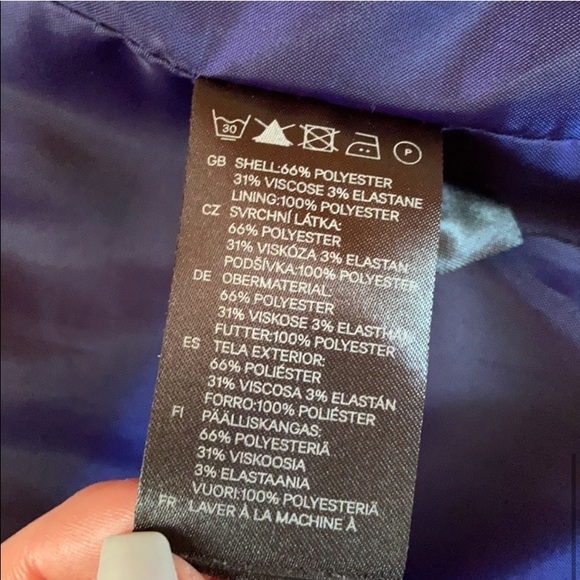 30
P
GB SHELL:66% POLYESTER
31% VISCOSE 3% ELASTANE
LINING:100% POLYESTER
CZ SVRCHNÍ LÁTKA:
66% POLYESTER
31% VISKÓZA 3% ELASTAN
PODŠÍVKA:100% POLYESTER
DE OBERMATERIAL:
66% POLYESTER
31% VISKOSE 3% ELASTHAN
FUTTER:100% POLYESTER
ES TELA EXTERIOR:
66% POLIÉSTER
31% VISCOSA 3% ELASTÁN
FORRO:100% POLIÉSTER
FI PÄÄLLISKANGAS:
66% POLYESTERIÄ
31% VISKOOSIA
3% ELASTAANIA
VUORI:100% POLYESTERIÄ
FR LAVER À LA MACHINE À